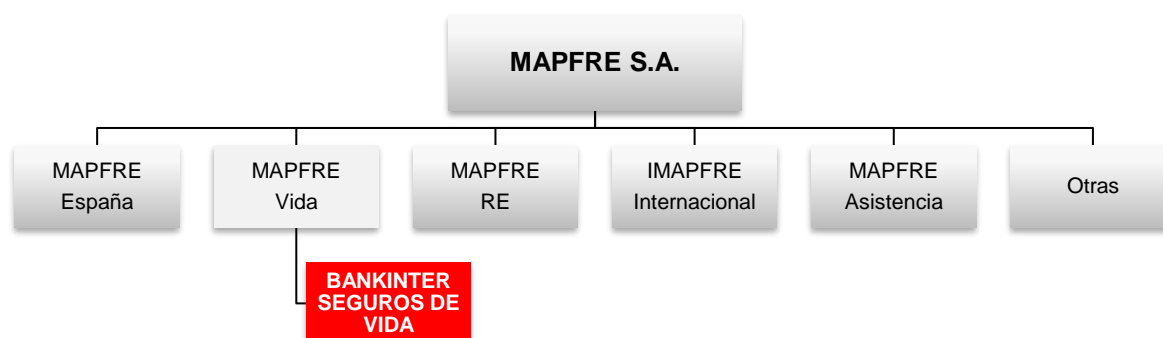 MAPFRE S.A.
MAPFRE
España
MAPFRE
Vida
MAPFRE
RE
IMAPFRE
Internacional
MAPFRE
Asistencia
Otras
BANKINTER
SEGUROS DE
VIDA